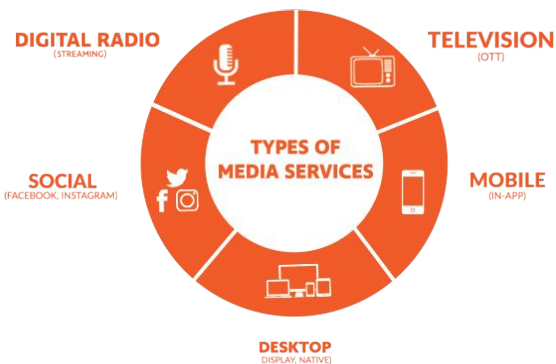 DIGITAL RADIO
(STREAMING)
TELEVISION
(OTT)
TYPES OF
MEDIA SERVICES
SOCIAL
(FACEBOOK, INSTAGRAM)
MOBILE
(IN-APP)
DESKTOP
DISPLAY, NATIVE)